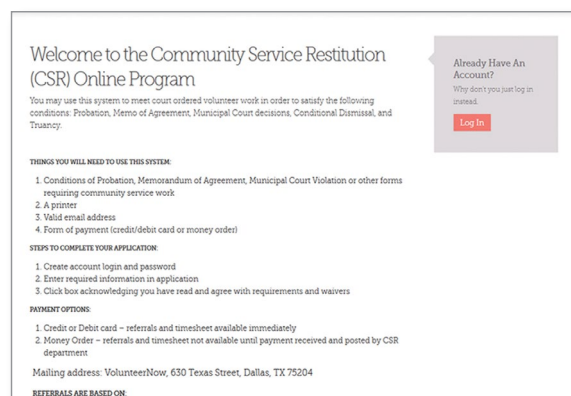 Welcome to the Community Service Restitution
(CSR) Online Program
You may use this system to meet court ordered volunteer work in order to satisfy the following
conditions: Probation, Memo of Agreement, Municipal Court decisions, Conditional Dismissal, and
Truancy.
THINGS YOU WILL NEED TO USE THIS SYSTEM:
1. Conditions of Probation, Memorandum of Agreement, Municipal Court Violation or other forms
requiring community service work
2. A printer
3. Valid email address
4. Form of payment (credit/debit card or money order)
STEPS TO COMPLETE YOUR APPLICATION:
1. Create account login and password
2. Enter required information in application
3. Click box acknowledging you have read and agree with requirements and waivers
PAYMENT OPTIONS:
1. Credit or Debit card – referrals and timesheet available immediately
2. Money Order – referrals and timesheet not available until payment received and posted by CSR
department
Mailing address: VolunteerNow, 630 Texas Street, Dallas, TX 75204
REFERRALS ARE BASED ON:
Already Have An
Account?
Why don't you just log in
instead.
Log In